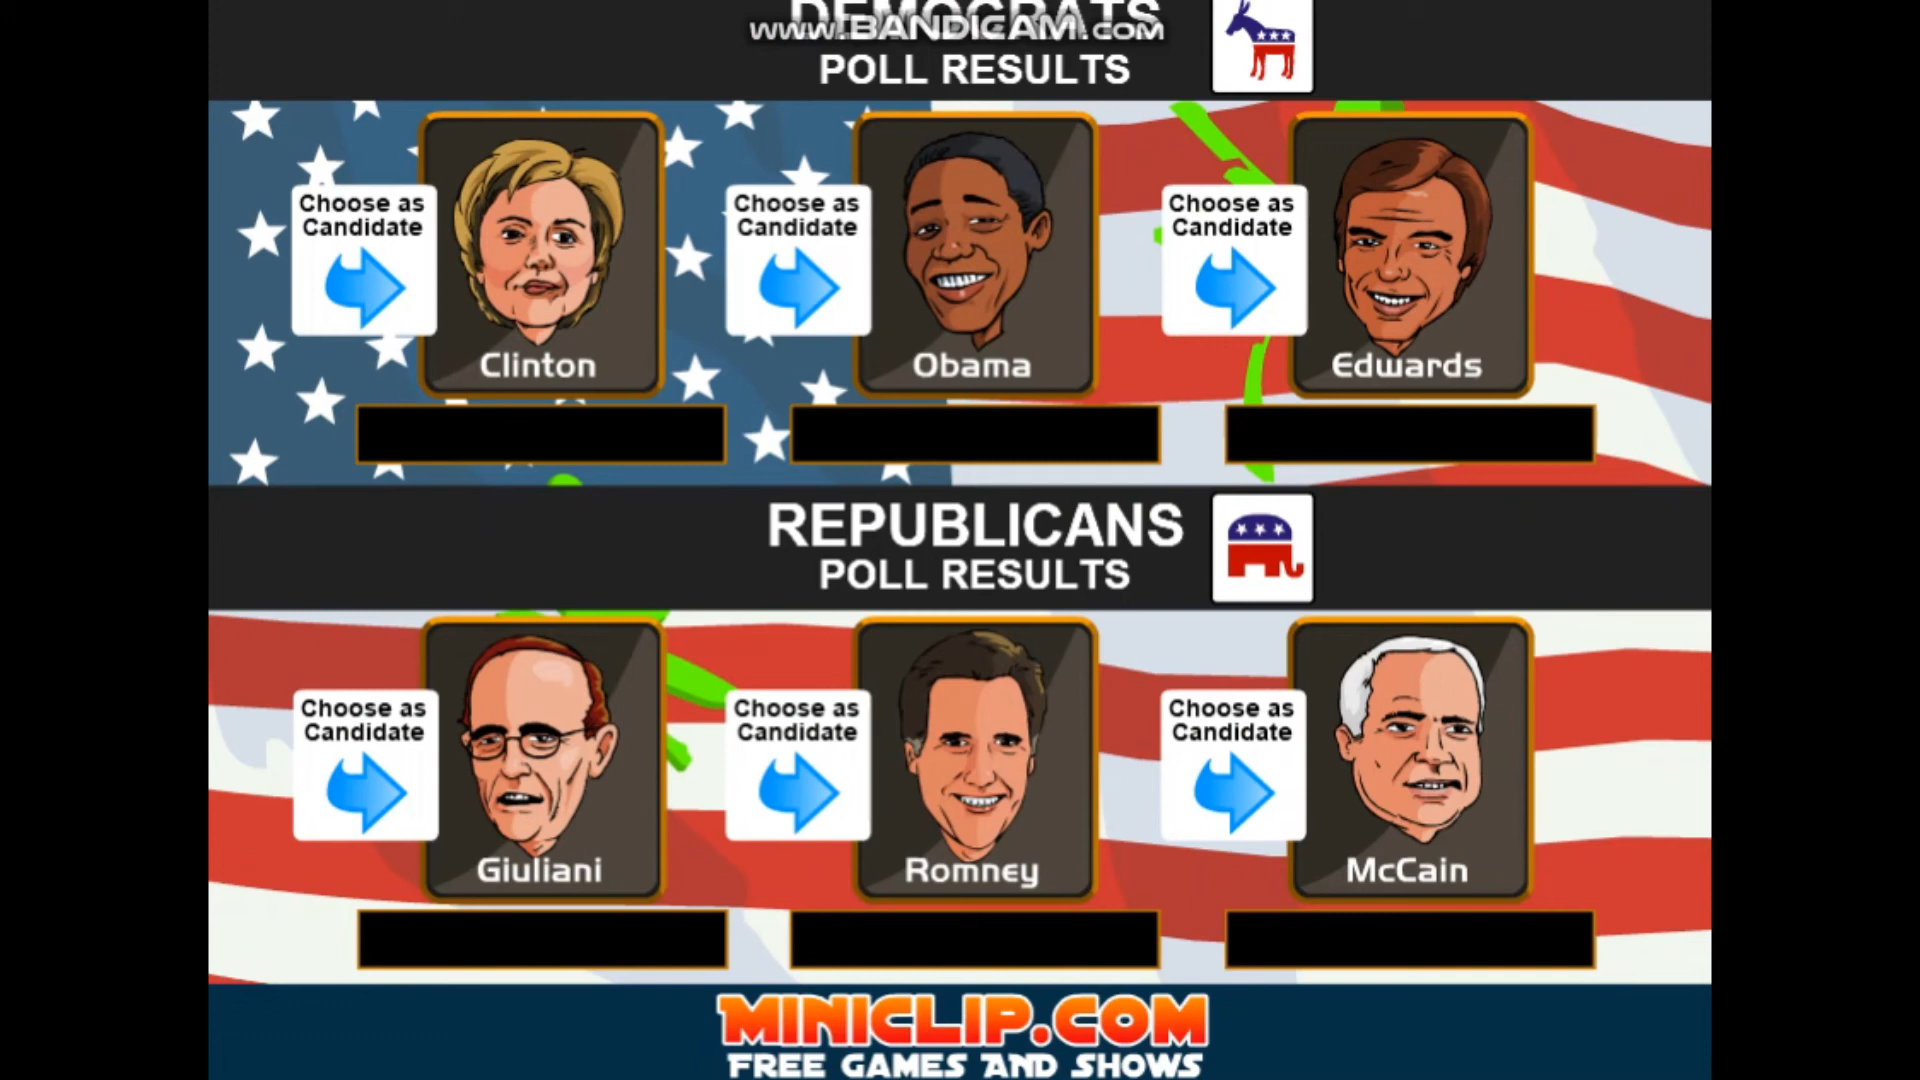 DEMOCRATS
www.BANDICAM.com
POLL RESULTS
Choose as
Candidate
Clinton
Choose as
Candidate
Obama
Choose as
Candidate
Edwards
REPUBLICANS
POLL RESULTS
Choose as
Candidate
Giuliani
Choose as
Candidate
Romney
Choose as
Candidate
McCain
MINICLIP.COM
FREE GAMES AND SHOWS